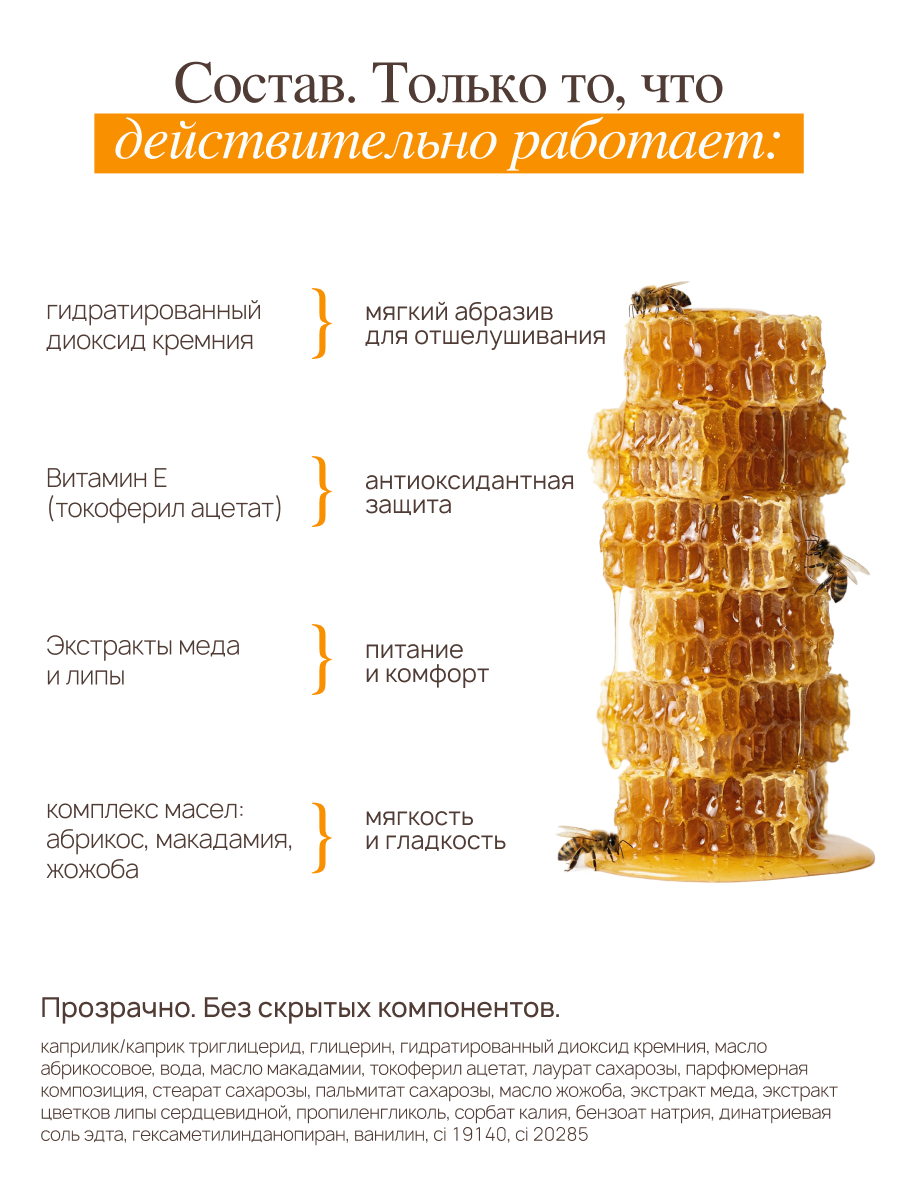 Состав. Только то, что
действительно работает:
гидратированный
диоксид кремния
}
мягкий абразив
для отшелушивания
Витамин Е
(токоферил ацетат)
}
антиоксидантная
защита
Экстракты меда
и липы
}
питание
и комфорт
комплекс масел:
абрикос, макадамия,
жожоба
}
мягкость
и гладкость
Прозрачно. Без скрытых компонентов.
каприлик/каприк триглицерид, глицерин, гидратированный диоксид кремния, масло
абрикосовое, вода, масло макадамии, токоферил ацетат, лаурат сахарозы, парфюмерная
композиция, стеарат сахарозы, пальмитат сахарозы, масло жожоба, экстракт меда, экстракт
цветков липы сердцевидной, пропиленгликоль, сорбат калия, бензоат натрия, динатриевая
соль эдта, гексаметилинданопиран, ванилин, ci 19140, ci 20285